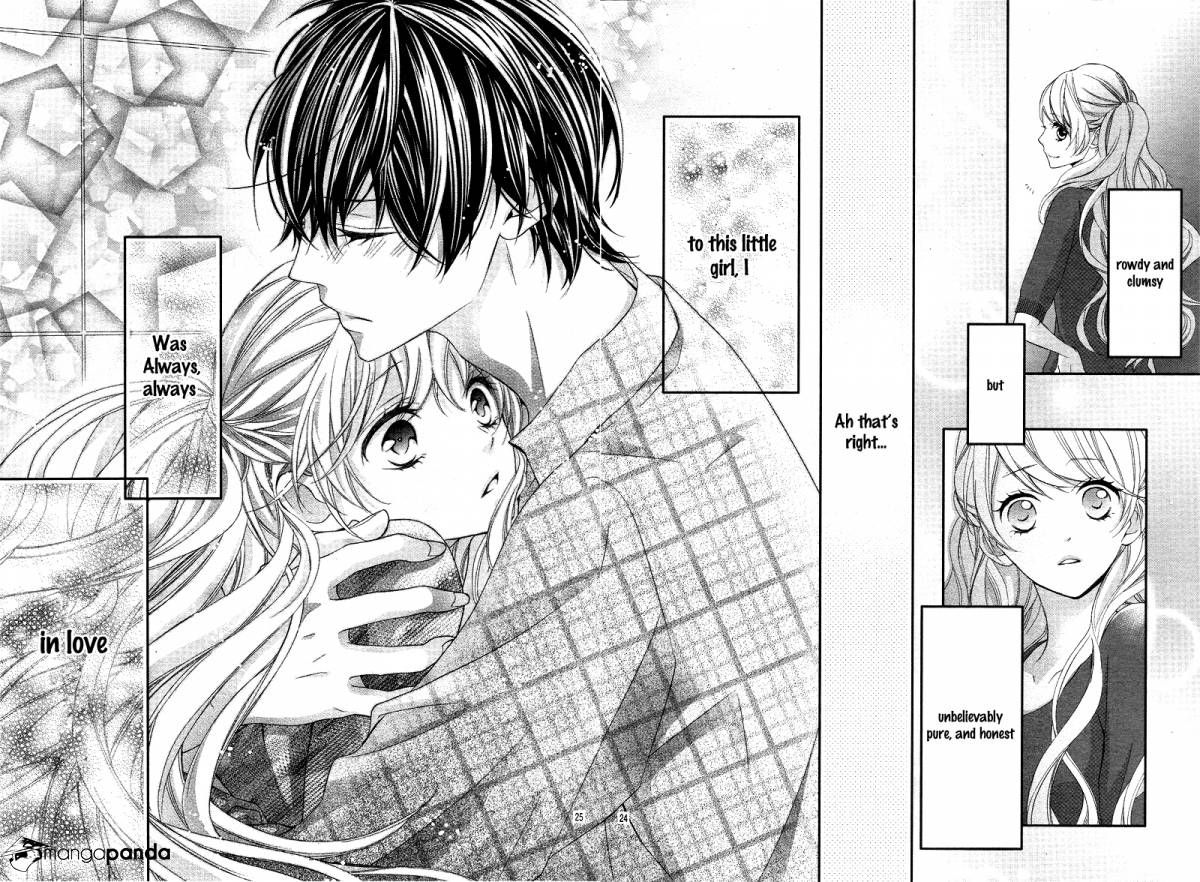 rowdy and
clumsy
but
unbelievably
pure, and honest
Ah that's
right...
to this little
girl, I
Was
Always,
always
in love
25
24
mangapanda